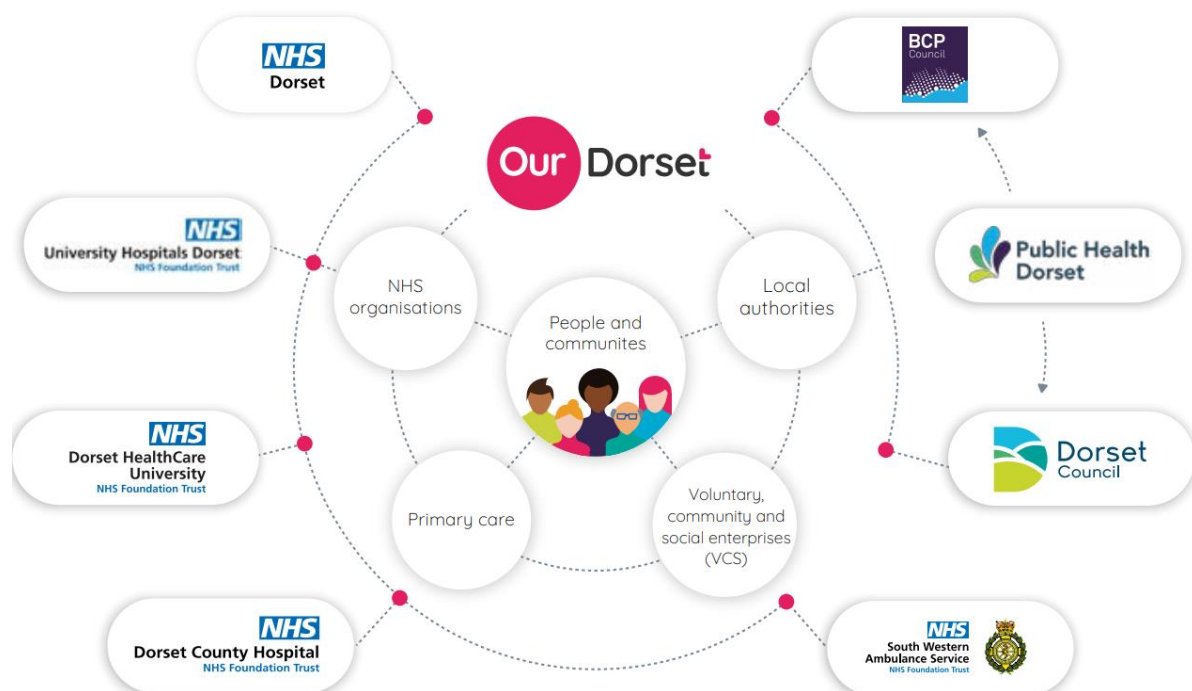 NHS
Dorset
BCP
Council
Our Dorset
NHS
University Hospitals Dorset
NHS Foundation Trust
Public Health
Dorset
NHS
organisations
Local
authorities
People and
communites
NHS
Dorset HealthCare
University
NHS Foundation Trust
Dorset
Council
Primary care
Voluntary,
community and
social enterprises
(VCS)
NHS
Dorset County Hospital
NHS Foundation Trust
NHS
South Western
Ambulance Service
NHS Foundation Trust